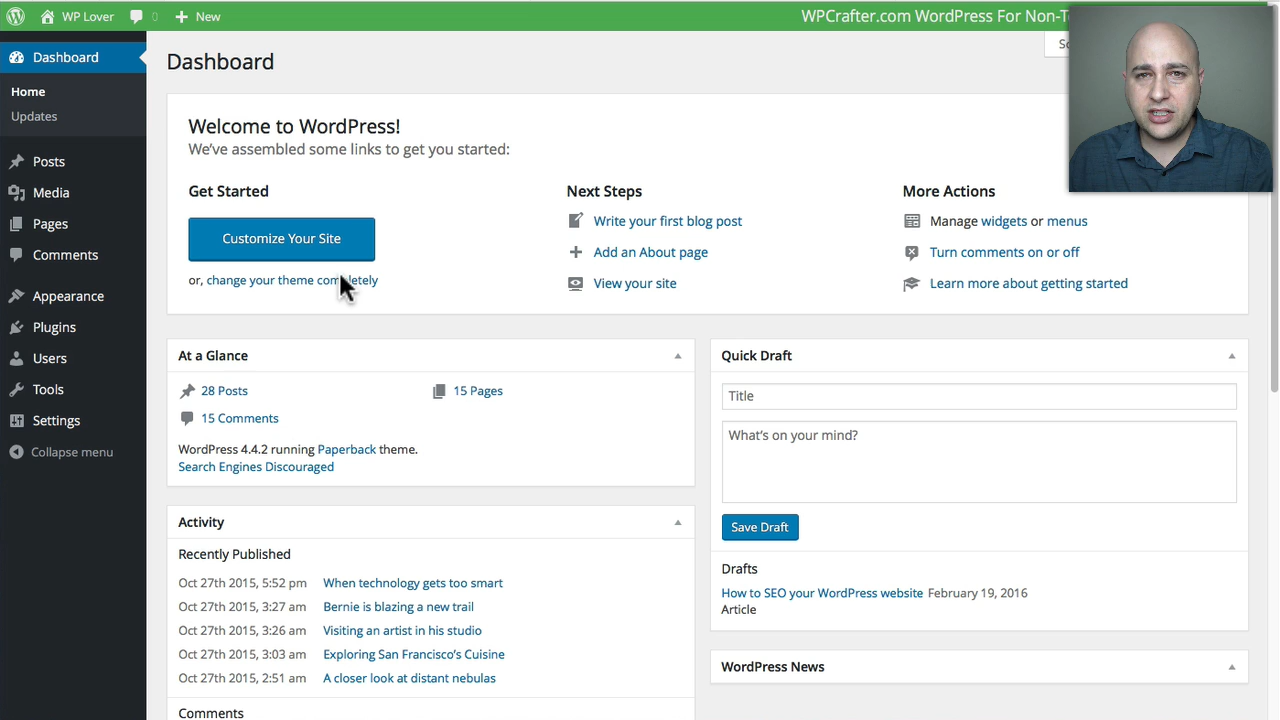 WP Lover
0
New
WPCrafter.com WordPress For Non-T
Dashboard
Home
Updates
Posts
Media
Pages
Comments
Appearance
Plugins
Users
Tools
Settings
Collapse menu
Dashboard
Welcome to WordPress!
We've assembled some links to get you started:
Get Started
Customize Your Site
or, change your theme completely
Next Steps
Write your first blog post
Add an About page
View your site
More Actions
Manage widgets or menus
Turn comments on or off
Learn more about getting started
At a Glance
28 Posts
15 Pages
15 Comments
WordPress 4.4.2 running Paperback theme.
Search Engines Discouraged
Activity
Recently Published
Oct 27th 2015, 5:52 pm When technology gets too smart
Oct 27th 2015, 3:27 am Bernie is blazing a new trail
Oct 27th 2015, 3:26 am Visiting an artist in his studio
Oct 27th 2015, 3:03 am Exploring San Francisco's Cuisine
Oct 27th 2015, 2:51 am A closer look at distant nebulas
Comments
Quick Draft
Title
What's on your mind?
Save Draft
Drafts
How to SEO your WordPress website February 19, 2016
Article
WordPress News